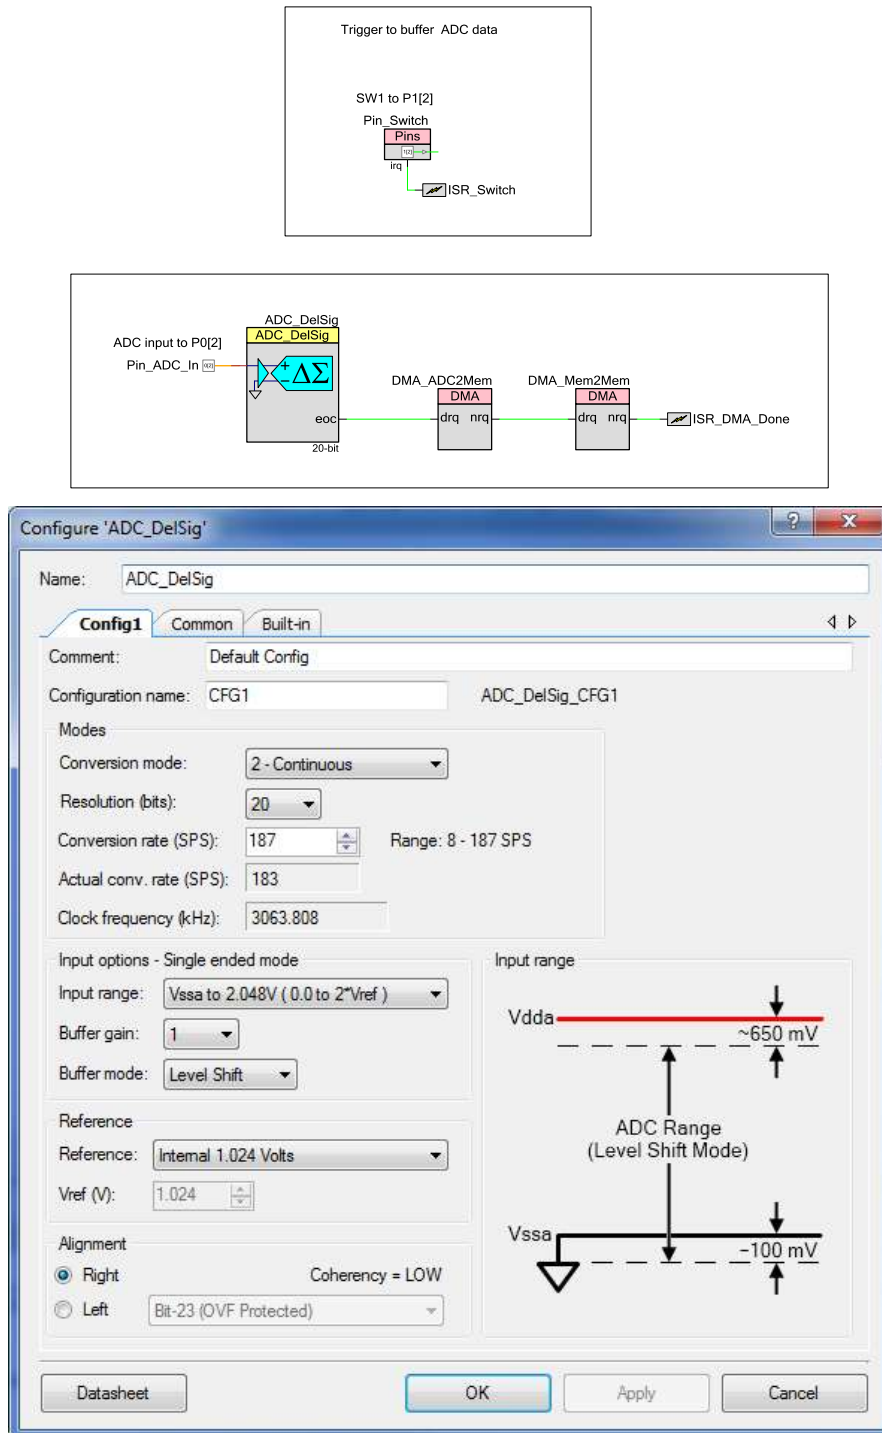 Trigger to buffer ADC data
SW1 to P1[2]
Pin_Switch
Pins
1[2]
irq
ISR_Switch
ADC_DelSig
ADC input to P0[2]
ADC_DelSig
Pin_ADC_In
0[2]
+
ΔΣ
−
DMA_ADC2Mem
DMA_Mem2Mem
DMA
DMA
eoc
drq nrq
drq nrq
ISR_DMA_Done
20-bit
Configure 'ADC_DelSig'
?
X
Name: ADC_DelSig
Config1 Common Built-in
Comment: Default Config
Configuration name: CFG1 ADC_DelSig_CFG1
Modes
Conversion mode: 2 - Continuous
Resolution (bits): 20
Conversion rate (SPS): 187 Range: 8 - 187 SPS
Actual conv. rate (SPS): 183
Clock frequency (kHz): 3063.808
Input options - Single ended mode
Input range: Vssa to 2.048V ( 0.0 to 2*Vref )
Buffer gain: 1
Buffer mode: Level Shift
Reference
Reference: Internal 1.024 Volts
Vref (V): 1.024
Alignment
Right Coherency = LOW
Left Bit-23 (OVF Protected)
Input range
Vdda
~650 mV
ADC Range
(Level Shift Mode)
Vssa
~100 mV
Datasheet OK Apply Cancel